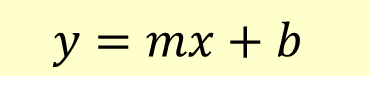 y = mx + b